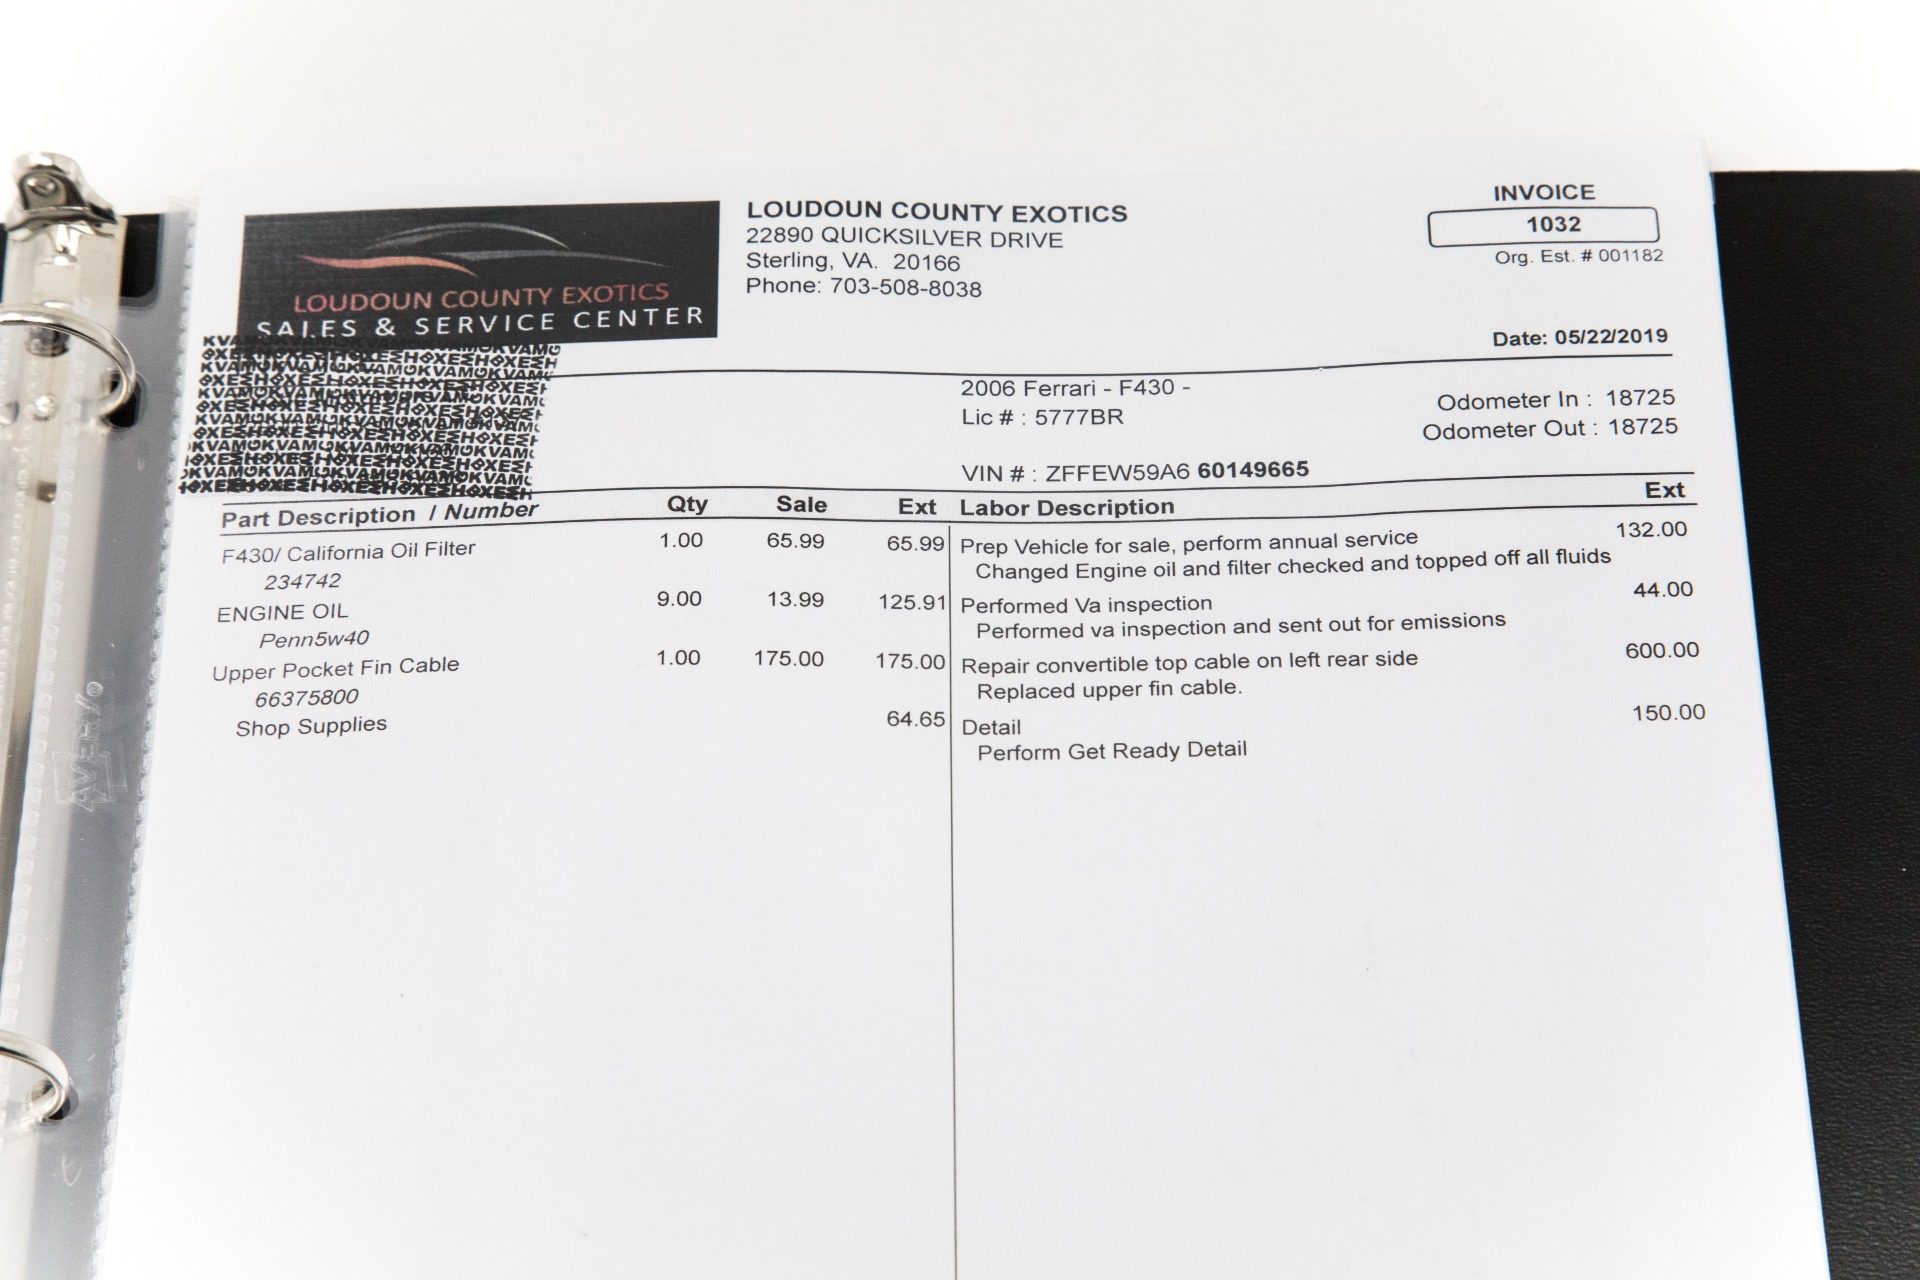 LOUDOUN COUNTY EXOTICS
SALES & SERVICE CENTER
LOUDOUN COUNTY EXOTICS
22890 QUICKSILVER DRIVE
Sterling, VA. 20166
Phone: 703-508-8038
INVOICE
1032
Org. Est. # 001182
Date: 05/22/2019
2006 Ferrari - F430 -
Lic # : 5777BR
VIN # : ZFFEW59A6 60149665
Odometer In : 18725
Odometer Out : 18725
Part Description / Number Qty Sale Ext
F430/ California Oil Filter 1.00 65.99 65.99
234742
ENGINE OIL 9.00 13.99 125.91
Penn5w40
Upper Pocket Fin Cable 1.00 175.00 175.00
66375800
Shop Supplies 64.65
Labor Description Ext
Prep Vehicle for sale, perform annual service 132.00
Changed Engine oil and filter checked and topped off all fluids
Performed Va inspection 44.00
Performed va inspection and sent out for emissions
Repair convertible top cable on left rear side 600.00
Replaced upper fin cable.
Detail 150.00
Perform Get Ready Detail
AVERY